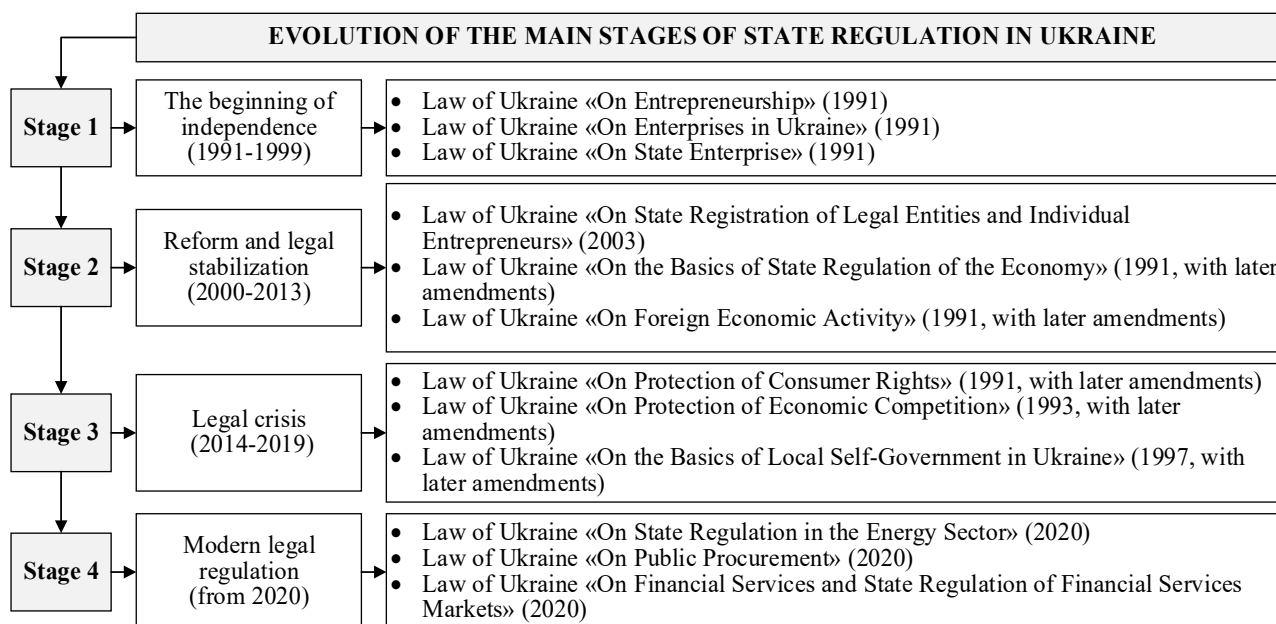 EVOLUTION OF THE MAIN STAGES OF STATE REGULATION IN UKRAINE
Stage 1
The beginning of
independence
(1991-1999)
• Law of Ukraine «On Entrepreneurship» (1991)
• Law of Ukraine «On Enterprises in Ukraine» (1991)
• Law of Ukraine «On State Enterprise» (1991)
Stage 2
Reform and legal
stabilization
(2000-2013)
• Law of Ukraine «On State Registration of Legal Entities and Individual
Entrepreneurs» (2003)
• Law of Ukraine «On the Basics of State Regulation of the Economy» (1991, with later
amendments)
• Law of Ukraine «On Foreign Economic Activity» (1991, with later amendments)
Stage 3
Legal crisis
(2014-2019)
• Law of Ukraine «On Protection of Consumer Rights» (1991, with later amendments)
• Law of Ukraine «On Protection of Economic Competition» (1993, with later
amendments)
• Law of Ukraine «On the Basics of Local Self-Government in Ukraine» (1997, with
later amendments)
Stage 4
Modern legal
regulation
(from 2020)
• Law of Ukraine «On State Regulation in the Energy Sector» (2020)
• Law of Ukraine «On Public Procurement» (2020)
• Law of Ukraine «On Financial Services and State Regulation of Financial Services
Markets» (2020)